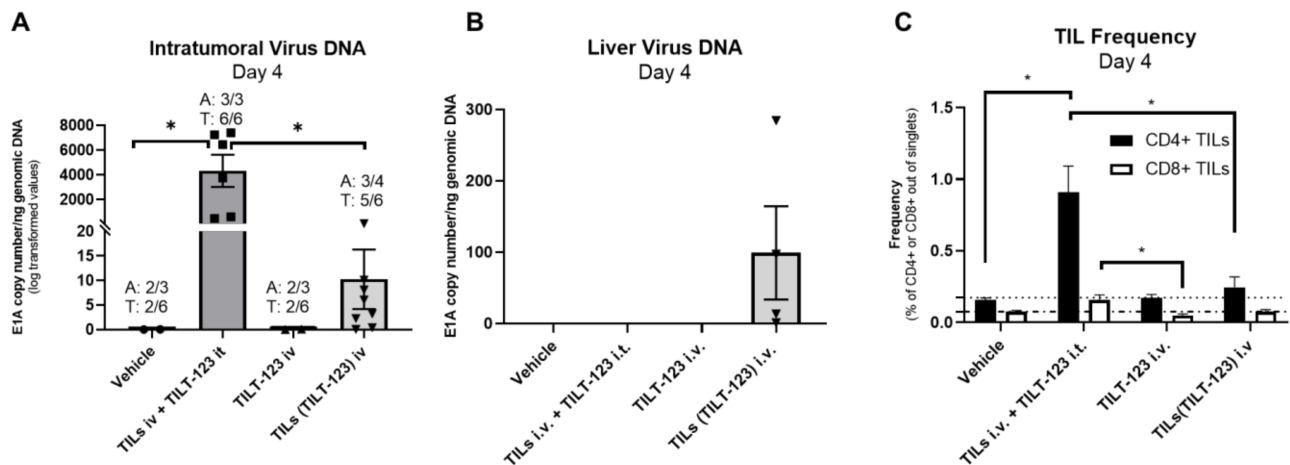 A
Intratumoral Virus DNA
Day 4
E1A copy number/ng genomic DNA
(log transformed values)
8000
6000
4000
2000
20
15
10
5
0
A: 2/3
T: 2/6
A: 3/3
T: 6/6
A: 2/3
T: 2/6
A: 3/4
T: 5/6
*
*
Vehicle
TILs iv + TILT-123 it
TILT-123 iv
TILs (TILT-123) iv
B
Liver Virus DNA
Day 4
E1A copy number/ng genomic DNA
300
200
100
0
Vehicle
TILs i.v. + TILT-123 i.t.
TILT-123 i.v.
TILs (TILT-123) i.v.
C
TIL Frequency
Day 4
Frequency
(% of CD4+ or CD8+ out of singlets)
1.5
1.0
0.5
0.0
*
*
*
CD4+ TILs
CD8+ TILs
Vehicle
TILs i.v. + TILT-123 i.t.
TILT-123 i.v.
TILs(TILT-123) i.v